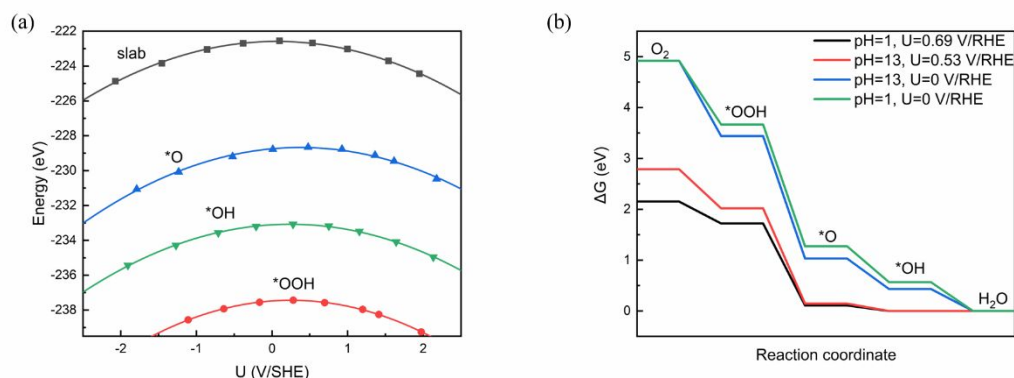 (a)
-222
-224
-226
-228
-230
-232
-234
-236
-238
Energy (eV)
slab
*O
*OH
*OOH
-2 -1 0 1 2
U (V/SHE)
(b)
5
4
3
2
1
0
ΔG (eV)
O₂
*OOH
*O
*OH
H₂O
pH=1, U=0.69 V/RHE
pH=13, U=0.53 V/RHE
pH=13, U=0 V/RHE
pH=1, U=0 V/RHE
Reaction coordinate